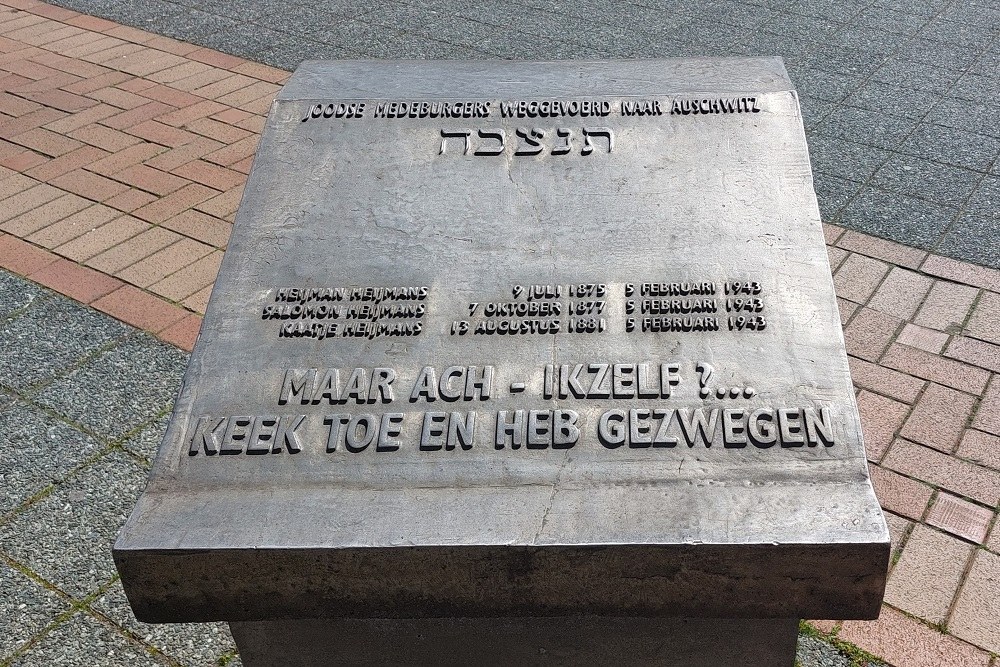 JOODSE MEDEBURGERS WEGGEVOERD NAAR AUSCHWITZ
תנצבה
HEIJMAN HEIJMANS 9 JULI 1875 5 FEBRUARI 1943
SALOMON HEIJMANS 7 OKTOBER 1877 5 FEBRUARI 1943
KAATJE HEIJMANS 13 AUGUSTUS 1881 5 FEBRUARI 1943
MAAR ACH - IKZELF ?...
KEEK TOE EN HEB GEZWEGEN